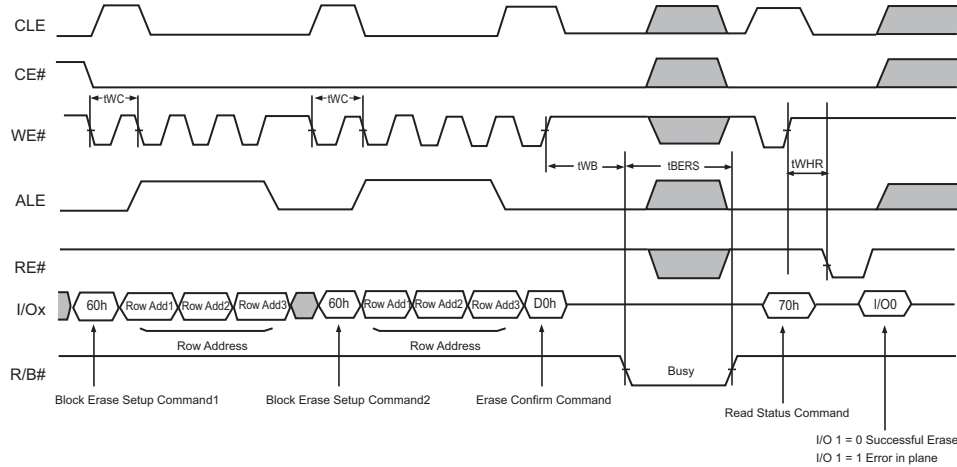 CLE
CE#
tWC
tWC
WE#
tWHR
tWB
tBERS
ALE
RE#
I/Ox
60h
Row Add1
Row Add2
Row Add3
60h
Row Add1
Row Add2
Row Add3
D0h
70h
I/O0
Row Address
Row Address
R/B#
Busy
Block Erase Setup Command1
Block Erase Setup Command2
Erase Confirm Command
Read Status Command
I/O 1 = 0 Successful Erase
I/O 1 = 1 Error in plane